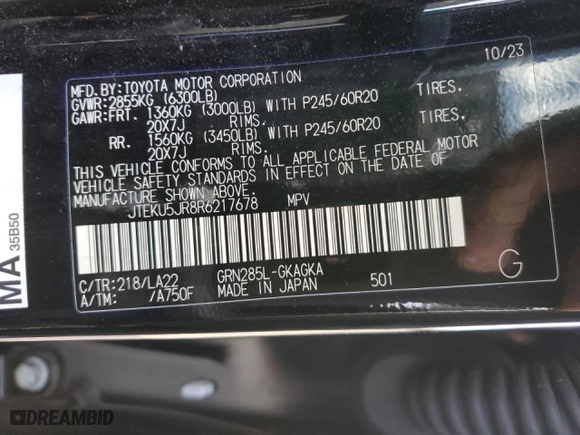 10/23
MFD. BY: TOYOTA MOTOR CORPORATION
GVWR: 2855KG (6300LB)
GAWR: FRT. 1360KG (3000LB) WITH P245/60R20 TIRES.
20X7J RIMS.
RR. 1560KG (3450LB) WITH P245/60R20 TIRES.
20X7J RIMS.
THIS VEHICLE CONFORMS TO ALL APPLICABLE FEDERAL MOTOR
VEHICLE SAFETY STANDARDS IN EFFECT ON THE DATE OF
MANUFACTURE SHOWN ABOVE.
JTEKU5JR8R6217678 MPV
C/TR: 218/LA22 GRN285L-GKAGKA
A/TM: /A750F MADE IN JAPAN 501
G
MA
35B50
DREAMBID